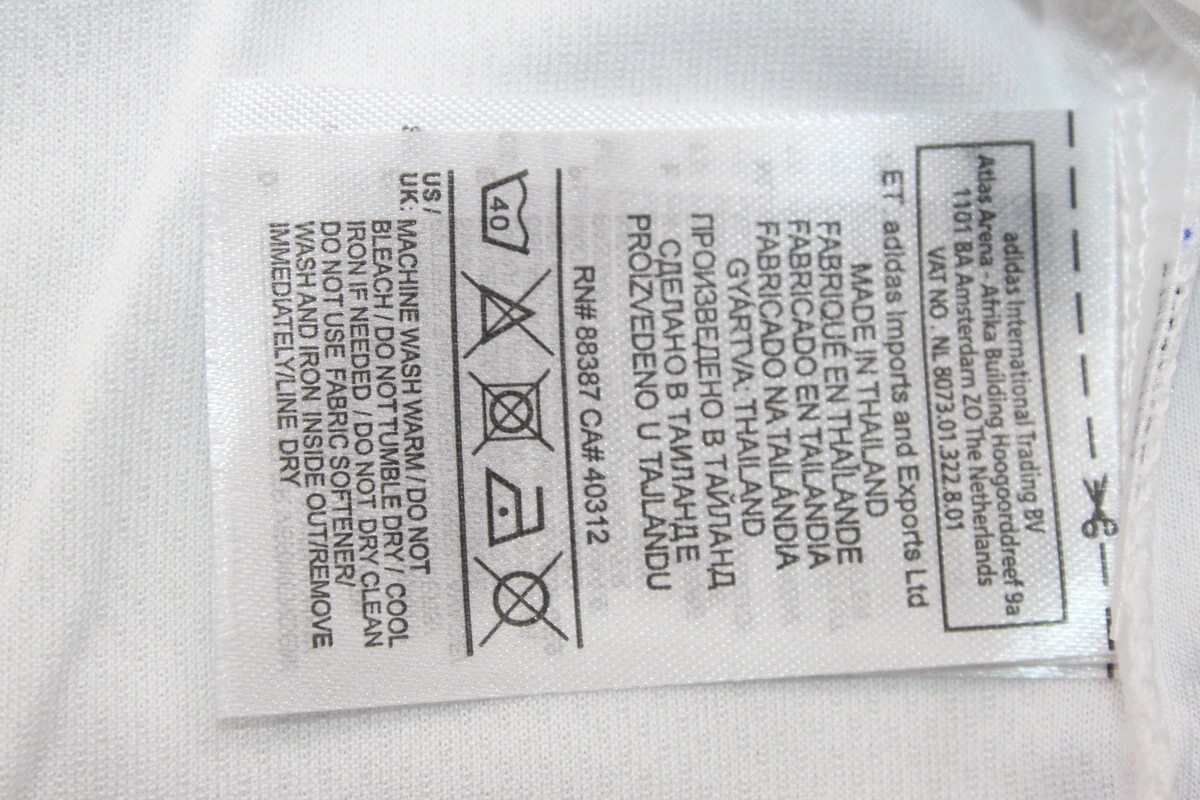 adidas International Trading BV
Atlas Arena - Afrika Building Hoogoorddreef 9a
1101 BA Amsterdam ZO The Netherlands
VAT NO. NL 8073.01.322.8.01
ET adidas Imports and Exports Ltd
MADE IN THAILAND
FABRIQUÉ EN THAÏLANDE
FABRICADO EN TAILANDIA
FABRICADO NA TAILÂNDIA
GYÁRTVA THAILAND
ПРОИЗВЕДЕНО В ТАЙЛАНД
СДЕЛАНО В ТАИЛАНДЕ
PROIZVEDENO U TAJLANDU
RN# 88387 CA# 40312
40
US /
UK: MACHINE WASH WARM / DO NOT
BLEACH / DO NOT TUMBLE DRY / COOL
IRON IF NEEDED / DO NOT DRY CLEAN
DO NOT USE FABRIC SOFTENER/
WASH AND IRON INSIDE OUT/REMOVE
IMMEDIATELY/LINE DRY